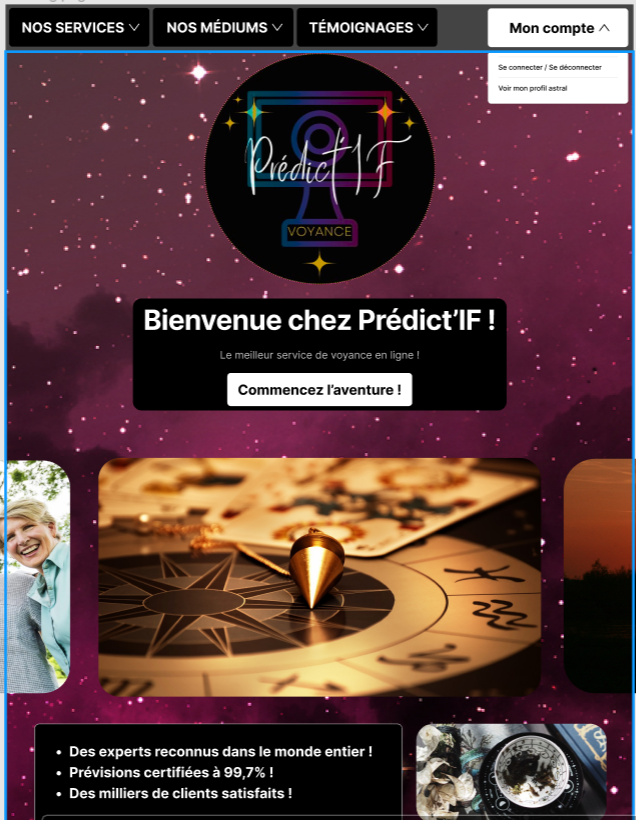 NOS SERVICES
NOS MÉDIUMS
TÉMOIGNAGES
Mon compte
Se connecter / Se déconnecter
Voir mon profil astral
Prédict'IF
VOYANCE
Bienvenue chez Prédict’IF !
Le meilleur service de voyance en ligne !
Commencez l’aventure !
• Des experts reconnus dans le monde entier !
• Prévisions certifiées à 99,7% !
• Des milliers de clients satisfaits !